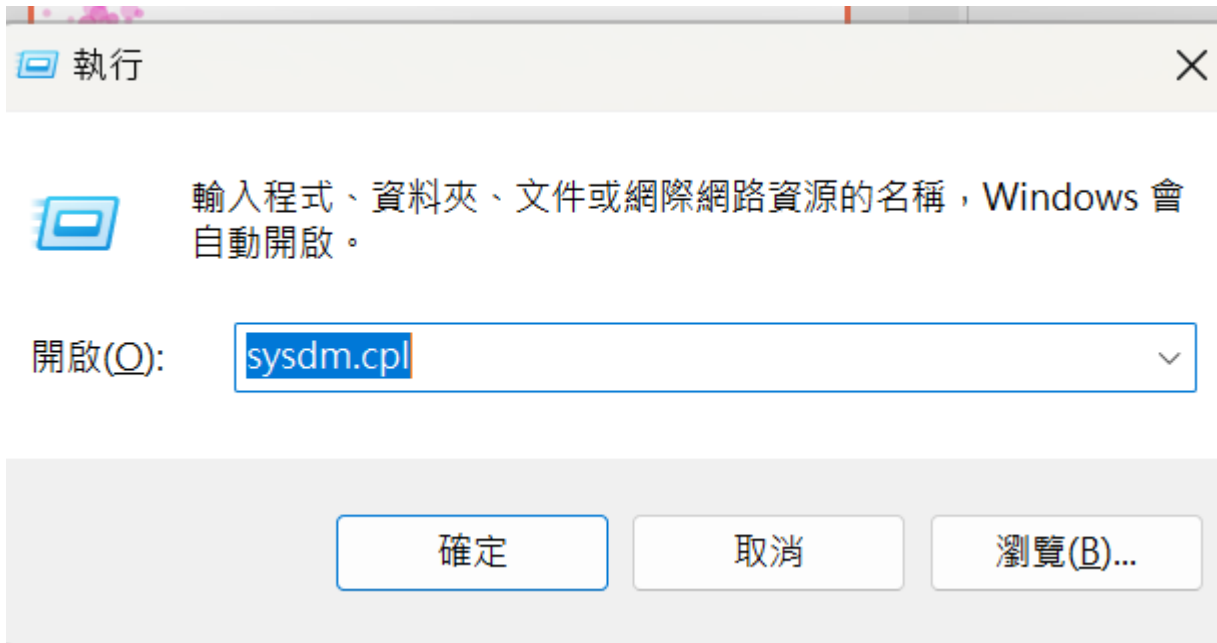 執行
輸入程式、資料夾、文件或網際網路資源的名稱，Windows 會
自動開啟。
開啟(O): sysdm.cpl
確定 取消 瀏覽(B)...